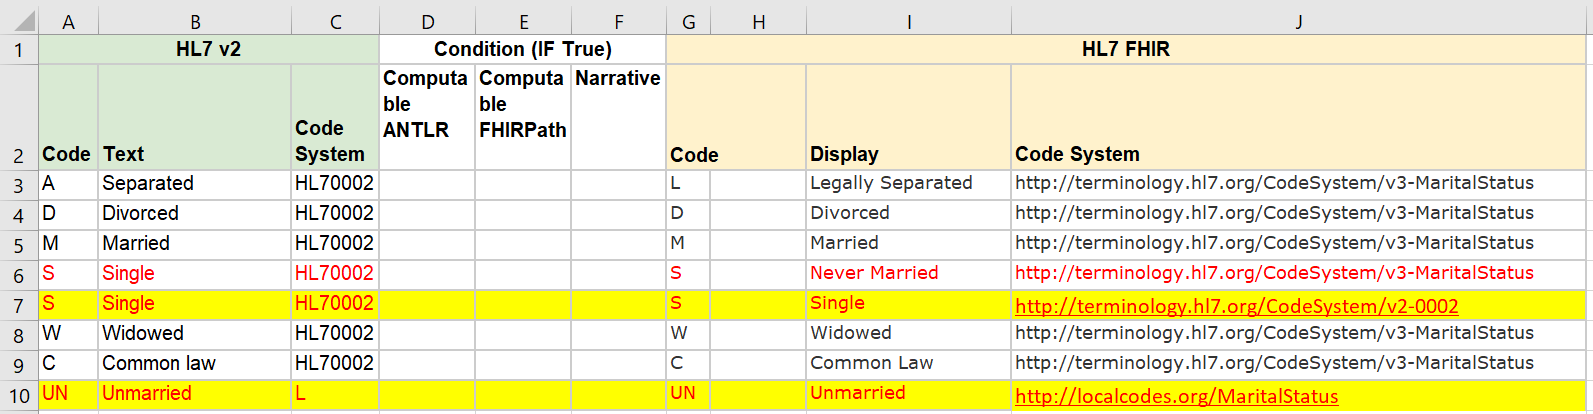 A B C D E F G H I J
1 HL7 v2 Condition (IF True) HL7 FHIR
2 Code Text Code System Computable ANTLR Computable FHIRPath Narrative Code Display Code System
3 A Separated HL70002 L Legally Separated http://terminology.hl7.org/CodeSystem/v3-MaritalStatus
4 D Divorced HL70002 D Divorced http://terminology.hl7.org/CodeSystem/v3-MaritalStatus
5 M Married HL70002 M Married http://terminology.hl7.org/CodeSystem/v3-MaritalStatus
6 S Single HL70002 S Never Married http://terminology.hl7.org/CodeSystem/v3-MaritalStatus
7 S Single HL70002 S Single http://terminology.hl7.org/CodeSystem/v2-0002
8 W Widowed HL70002 W Widowed http://terminology.hl7.org/CodeSystem/v3-MaritalStatus
9 C Common law HL70002 C Common Law http://terminology.hl7.org/CodeSystem/v3-MaritalStatus
10 UN Unmarried L UN Unmarried http://localcodes.org/MaritalStatus